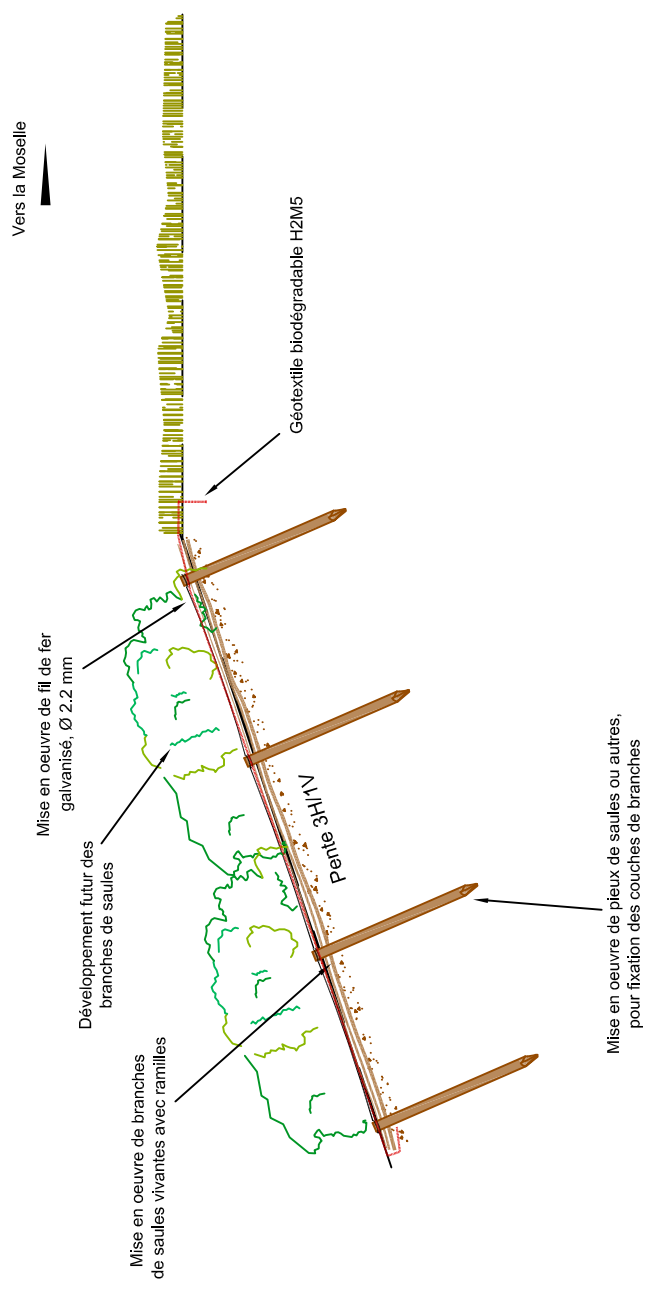 Vers la Moselle
Géotextile biodégradable H2M5
Mise en oeuvre de fil de fer
galvanisé, Ø 2.2 mm
Développement futur des
branches de saules
Mise en oeuvre de branches
de saules vivantes avec ramilles
Pente 3H/1V
Mise en oeuvre de pieux de saules ou autres,
pour fixation des couches de branches